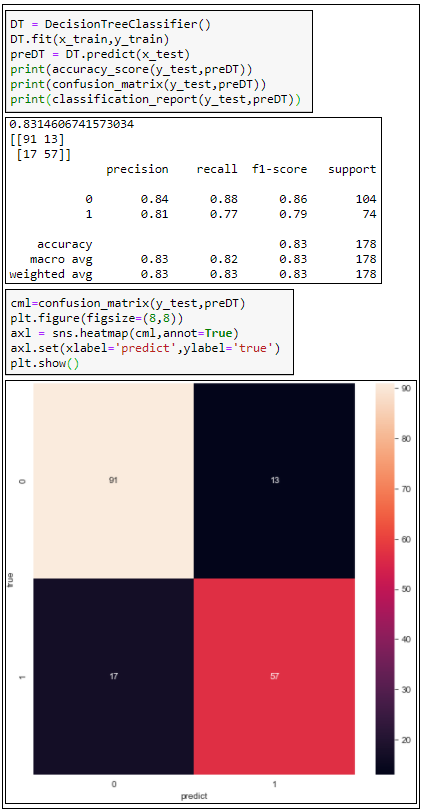 DT = DecisionTreeClassifier()
DT.fit(x_train,y_train)
preDT = DT.predict(x_test)
print(accuracy_score(y_test,preDT))
print(confusion_matrix(y_test,preDT))
print(classification_report(y_test,preDT))
0.8314606741573034
[[91 13]
[17 57]]
precision recall f1-score support
0 0.84 0.88 0.86 104
1 0.81 0.77 0.79 74
accuracy 0.83 178
macro avg 0.83 0.82 0.83 178
weighted avg 0.83 0.83 0.83 178
cml=confusion_matrix(y_test,preDT)
plt.figure(figsize=(8,8))
axl = sns.heatmap(cml,annot=True)
axl.set(xlabel='predict',ylabel='true')
plt.show()
90
80
70
60
50
40
30
20
0
91
13
true
1
17
57
0
1
predict